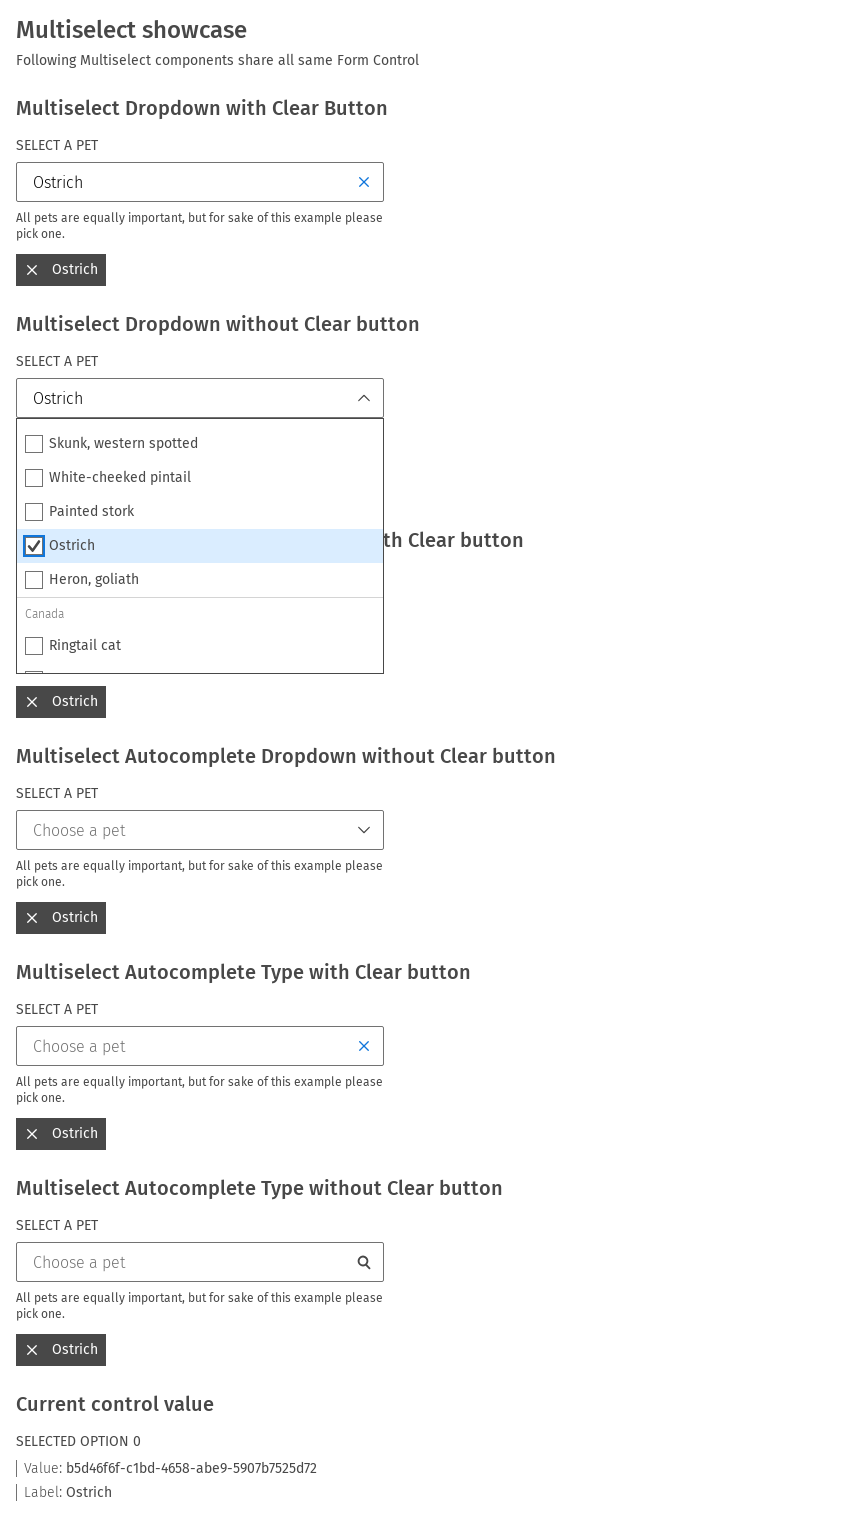 Multiselect showcase
Following Multiselect components share all same Form Control
Multiselect Dropdown with Clear Button
SELECT A PET
Ostrich
All pets are equally important, but for sake of this example please
pick one.
Ostrich
Multiselect Dropdown without Clear button
SELECT A PET
Ostrich
Skunk, western spotted
White-cheeked pintail
Painted stork
th Clear button
Ostrich
Heron, goliath
Canada
Ringtail cat
Ostrich
Multiselect Autocomplete Dropdown without Clear button
SELECT A PET
Choose a pet
All pets are equally important, but for sake of this example please
pick one.
Ostrich
Multiselect Autocomplete Type with Clear button
SELECT A PET
Choose a pet
All pets are equally important, but for sake of this example please
pick one.
Ostrich
Multiselect Autocomplete Type without Clear button
SELECT A PET
Choose a pet
All pets are equally important, but for sake of this example please
pick one.
Ostrich
Current control value
SELECTED OPTION 0
Value: b5d46f6f-c1bd-4658-abe9-5907b7525d72
Label: Ostrich